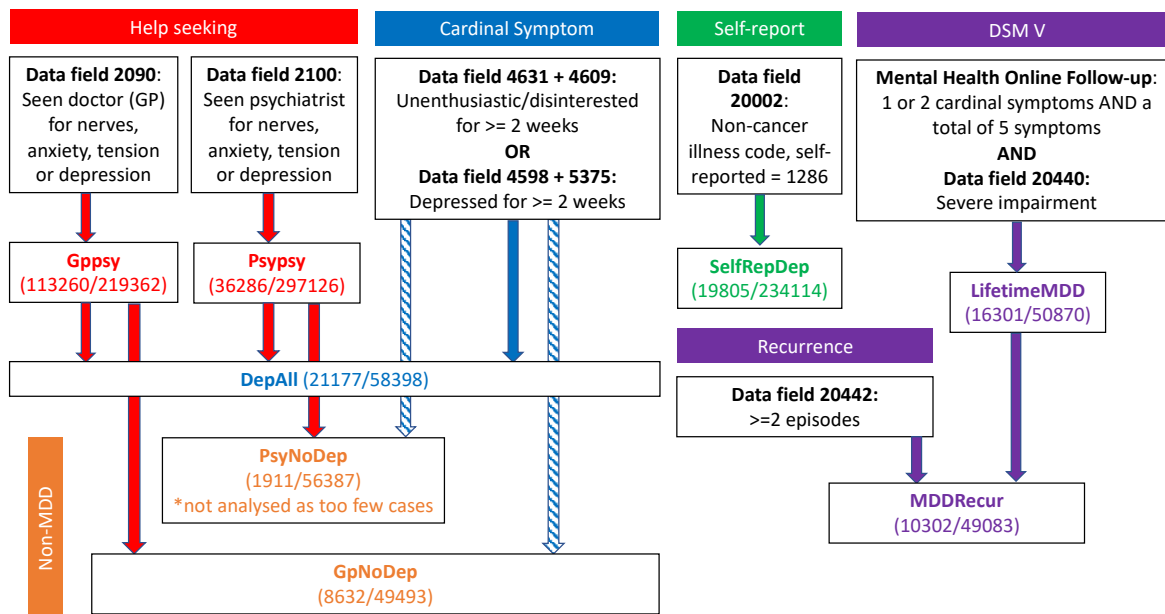 Help seeking
Cardinal Symptom
Self-report
DSM V
Data field 2090:
Seen doctor (GP)
for nerves,
anxiety, tension
or depression
Data field 2100:
Seen psychiatrist
for nerves,
anxiety, tension
or depression
Data field 4631 + 4609:
Unenthusiastic/disinterested
for >= 2 weeks
OR
Data field 4598 + 5375:
Depressed for >= 2 weeks
Data field
20002:
Non-cancer
illness code, self-
reported = 1286
Mental Health Online Follow-up:
1 or 2 cardinal symptoms AND a
total of 5 symptoms
AND
Data field 20440:
Severe impairment
Gppsy
(113260/219362)
Psypsy
(36286/297126)
SelfRepDep
(19805/234114)
LifetimeMDD
(16301/50870)
Recurrence
DepAll (21177/58398)
Data field 20442:
>=2 episodes
Non-MDD
PsyNoDep
(1911/56387)
*not analysed as too few cases
MDDRecur
(10302/49083)
GpNoDep
(8632/49493)